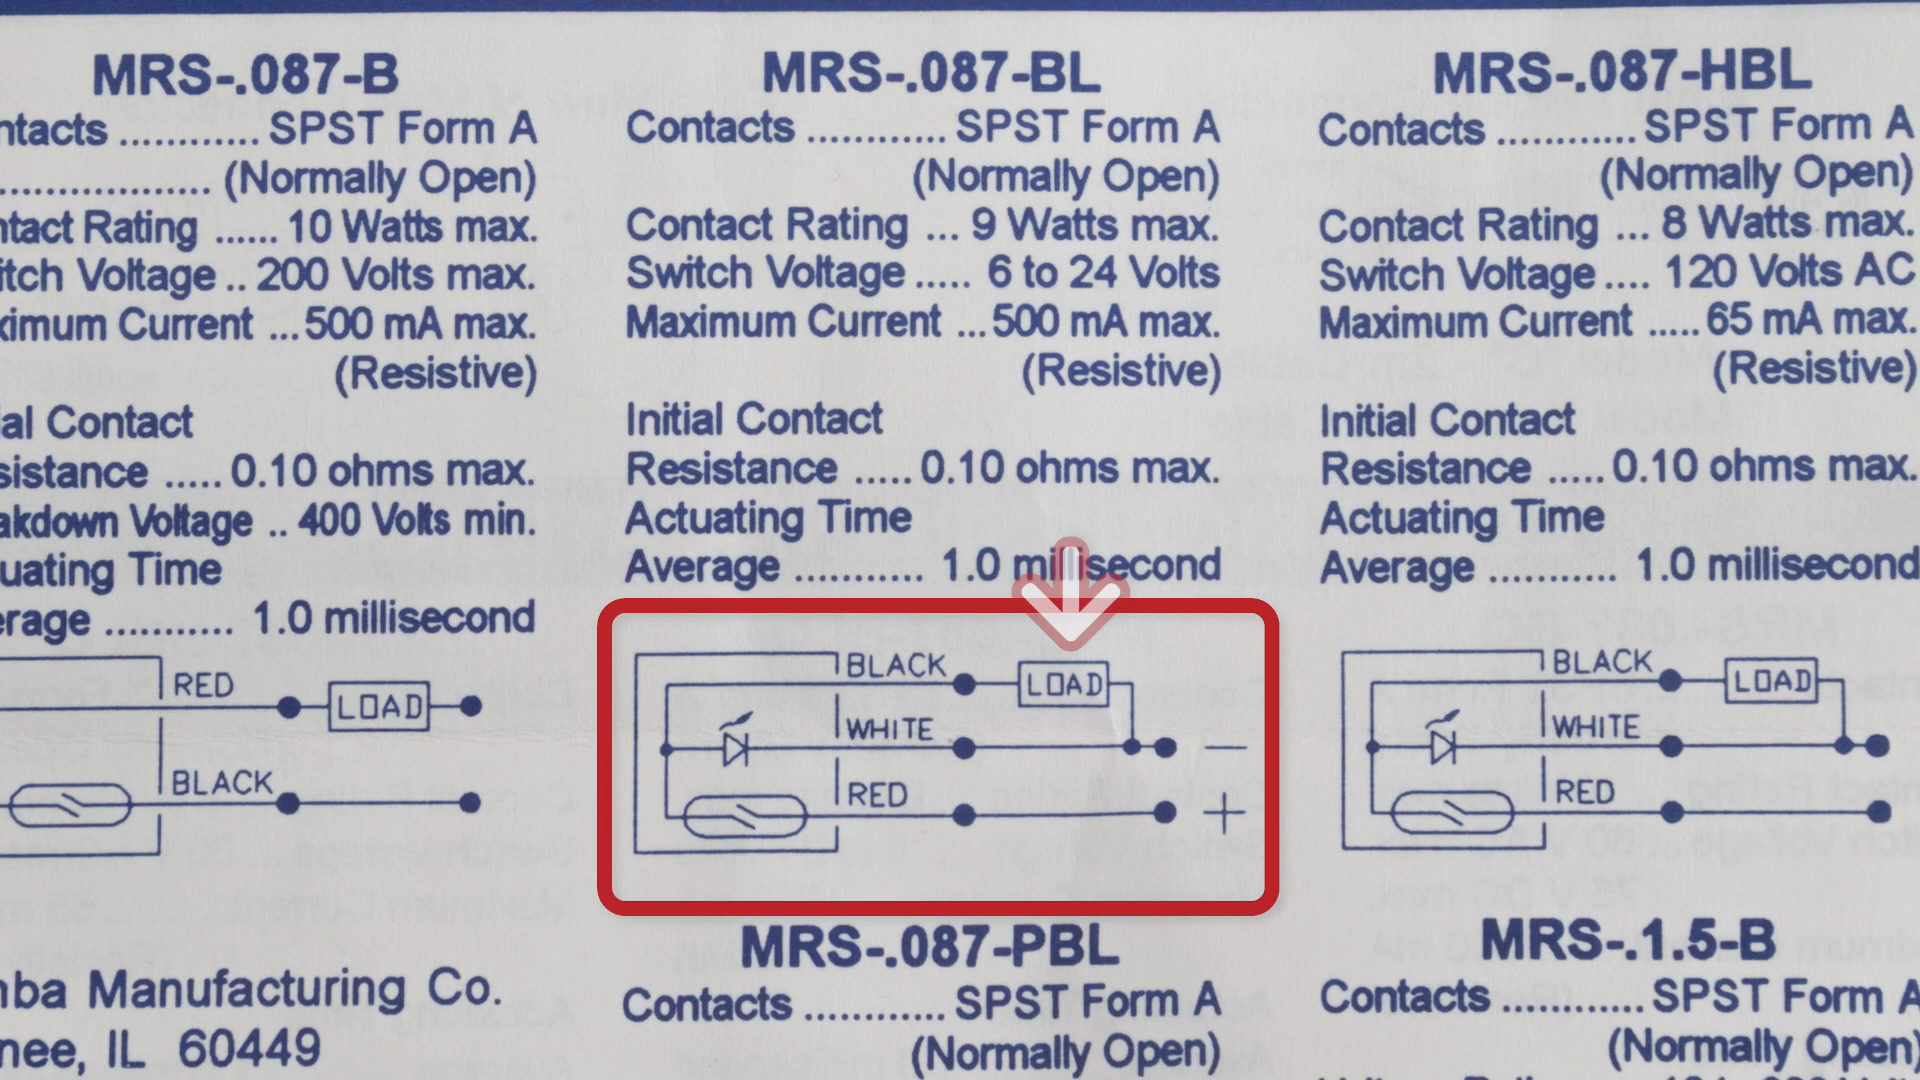 MRS-.087-B
ntacts ............ SPST Form A
.................. (Normally Open)
ntact Rating ...... 10 Watts max.
itch Voltage .. 200 Volts max.
ximum Current ... 500 mA max.
(Resistive)
ial Contact
sistance ..... 0.10 ohms max.
akdown Voltage .. 400 Volts min.
uating Time
erage ........... 1.0 millisecond
RED
LOAD
BLACK
nba Manufacturing Co.
nee, IL 60449
MRS-.087-BL
Contacts ............ SPST Form A
(Normally Open)
Contact Rating ... 9 Watts max.
Switch Voltage ..... 6 to 24 Volts
Maximum Current ... 500 mA max.
(Resistive)
Initial Contact
Resistance ..... 0.10 ohms max.
Actuating Time
Average ........... 1.0 millisecond
BLACK LOAD
WHITE −
RED +
MRS-.087-PBL
Contacts ............ SPST Form A
(Normally Open)
MRS-.087-HBL
Contacts ............ SPST Form A
(Normally Open)
Contact Rating ... 8 Watts max.
Switch Voltage .... 120 Volts AC
Maximum Current ..... 65 mA max.
(Resistive)
Initial Contact
Resistance ..... 0.10 ohms max.
Actuating Time
Average ........... 1.0 millisecond
BLACK LOAD
WHITE
RED
MRS-.1.5-B
Contacts ............ SPST Form A
(Normally Open)